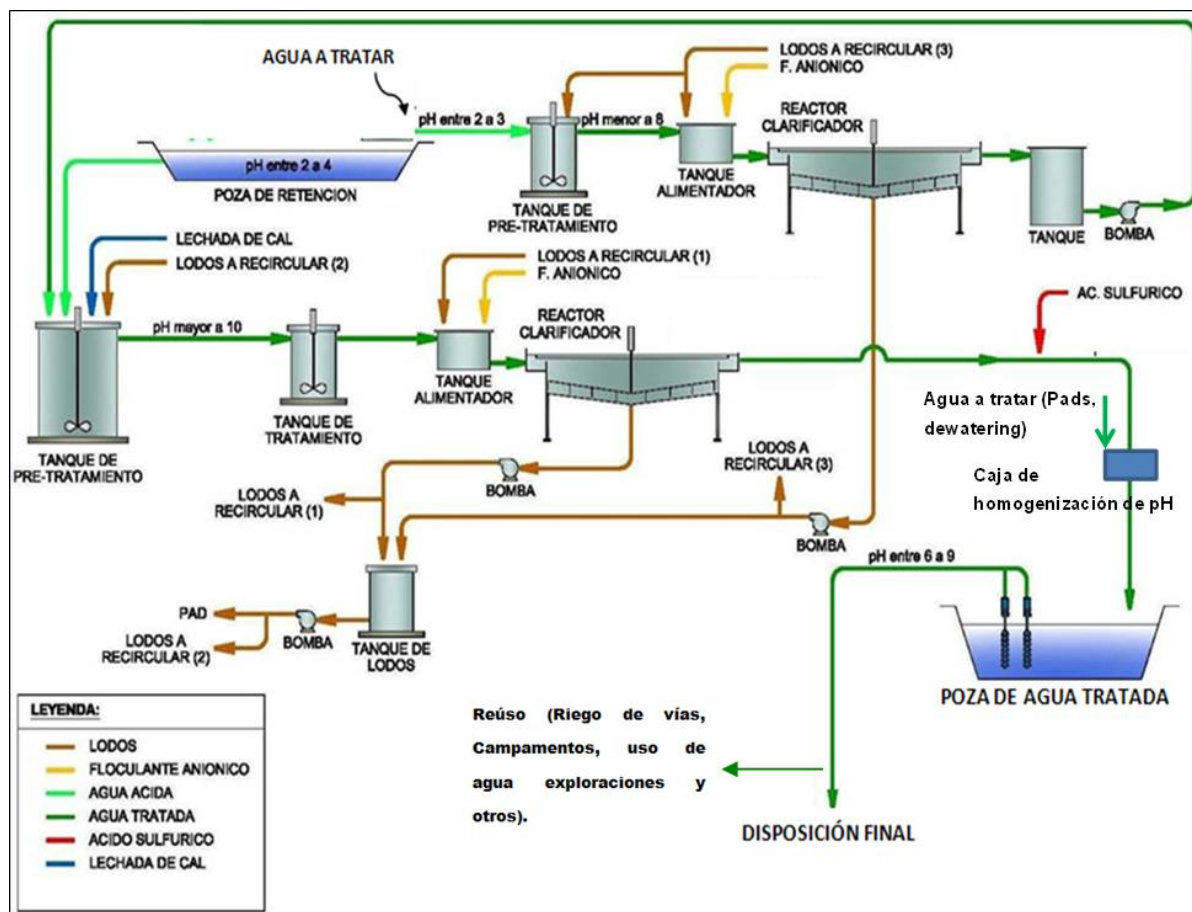 AGUA A TRATAR
LODOS A RECIRCULAR (3)
F. ANIONICO
pH entre 2 a 3
pH menor a 8
REACTOR
CLARIFICADOR
pH entre 2 a 4
POZA DE RETENCION
TANQUE DE
PRE-TRATAMIENTO
TANQUE
ALIMENTADOR
TANQUE
BOMBA
LECHADA DE CAL
LODOS A RECIRCULAR (2)
LODOS A RECIRCULAR (1)
F. ANIONICO
AC. SULFURICO
pH mayor a 10
REACTOR
CLARIFICADOR
TANQUE DE
PRE-TRATAMIENTO
TANQUE DE
TRATAMIENTO
TANQUE
ALIMENTADOR
Agua a tratar (Pads,
dewatering)
Caja de
homogenización de pH
LODOS A
RECIRCULAR (3)
BOMBA
LODOS A
RECIRCULAR (1)
BOMBA
pH entre 6 a 9
PAD
LODOS A
RECIRCULAR (2)
BOMBA
TANQUE DE
LODOS
POZA DE AGUA TRATADA
LEYENDA:
LODOS
FLOCULANTE ANIONICO
AGUA ACIDA
AGUA TRATADA
ACIDO SULFURICO
LECHADA DE CAL
Reúso (Riego de vías,
Campamentos, uso de
agua exploraciones y
otros).
DISPOSICIÓN FINAL